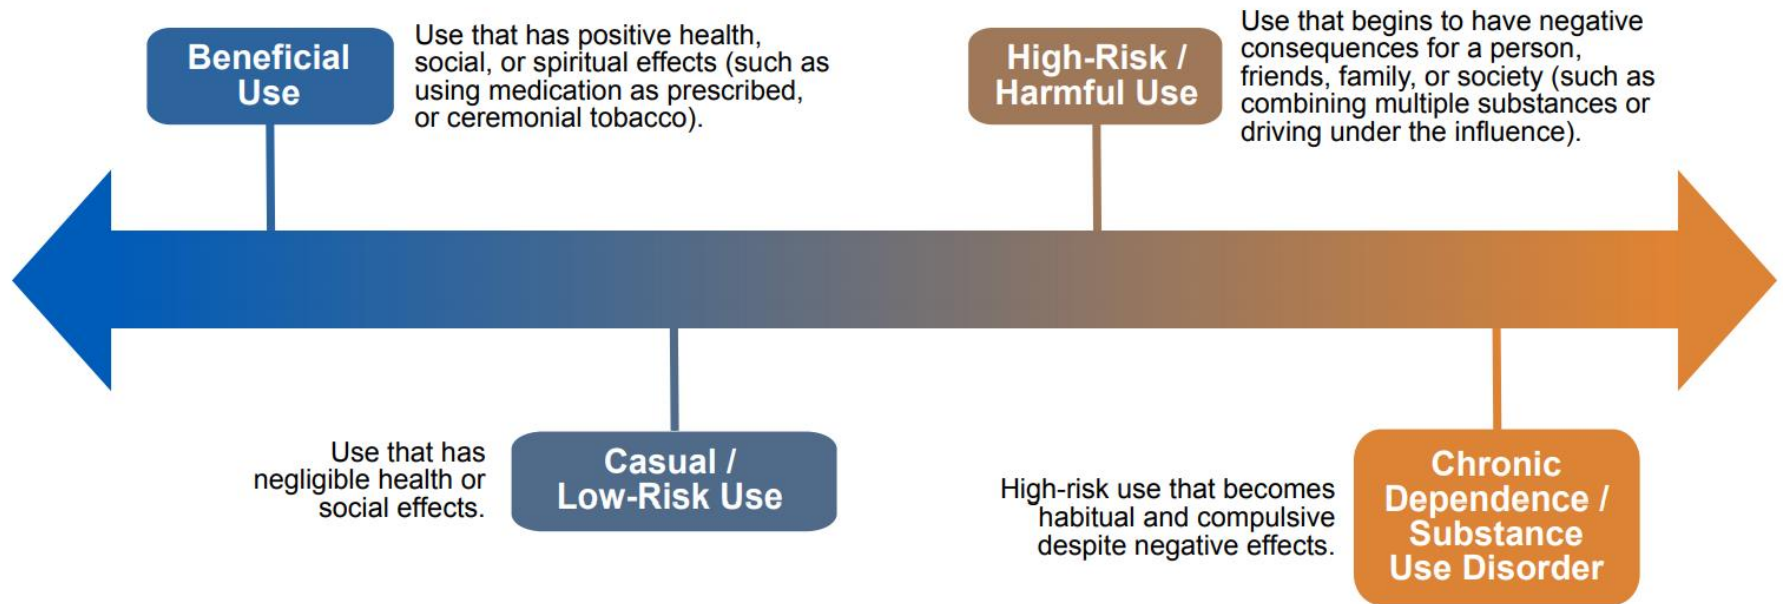 Beneficial
Use
Use that has positive health,
social, or spiritual effects (such as
using medication as prescribed,
or ceremonial tobacco).
High-Risk /
Harmful Use
Use that begins to have negative
consequences for a person,
friends, family, or society (such as
combining multiple substances or
driving under the influence).
Use that has
negligible health or
social effects.
Casual /
Low-Risk Use
High-risk use that becomes
habitual and compulsive
despite negative effects.
Chronic
Dependence /
Substance
Use Disorder